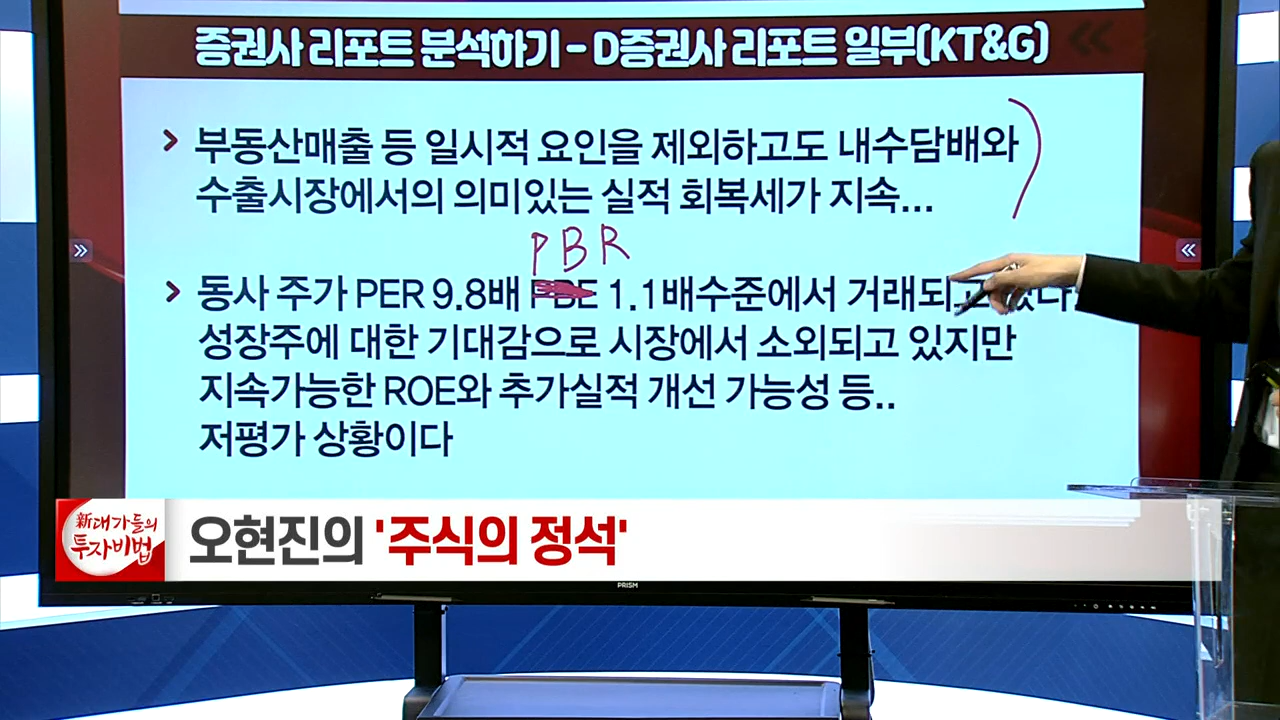 증권사 리포트 분석하기 - D증권사 리포트 일부(KT&G)
부동산매출 등 일시적 요인을 제외하고도 내수담배와
수출시장에서의 의미있는 실적 회복세가 지속...
PBR
동사 주가 PER 9.8배 PBE 1.1배수준에서 거래되고
성장주에 대한 기대감으로 시장에서 소외되고 있지만
지속가능한 ROE와 추가실적 개선 가능성 등..
저평가 상황이다
新대가들의
투자비법
오현진의 '주식의 정석'
PRISM